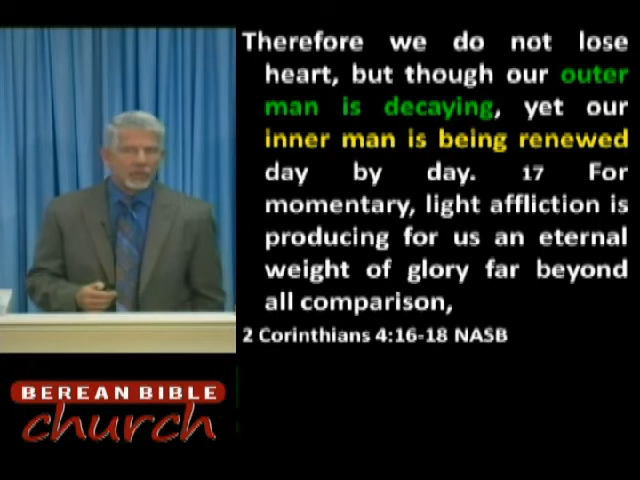 Therefore we do not lose
heart, but though our outer
man is decaying, yet our
inner man is being renewed
day by day. 17 For
momentary, light affliction is
producing for us an eternal
weight of glory far beyond
all comparison,
2 Corinthians 4:16-18 NASB
BEREAN BIBLE
church